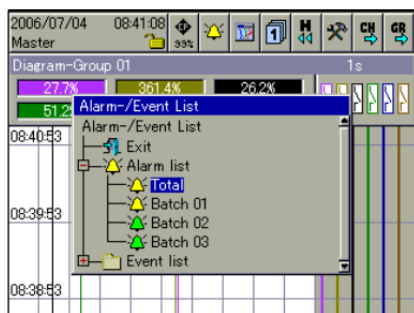 2006/07/04 08:41:08
Master 99% 1 H CH GR
Diagram-Group 01 1s
27.7% 361.4% 26.2%
51.2
Alarm-/Event List
Alarm-/Event List
Exit
Alarm list
Total
Batch 01
Batch 02
Batch 03
Event list
08:40:53
08:39:53
08:38:53